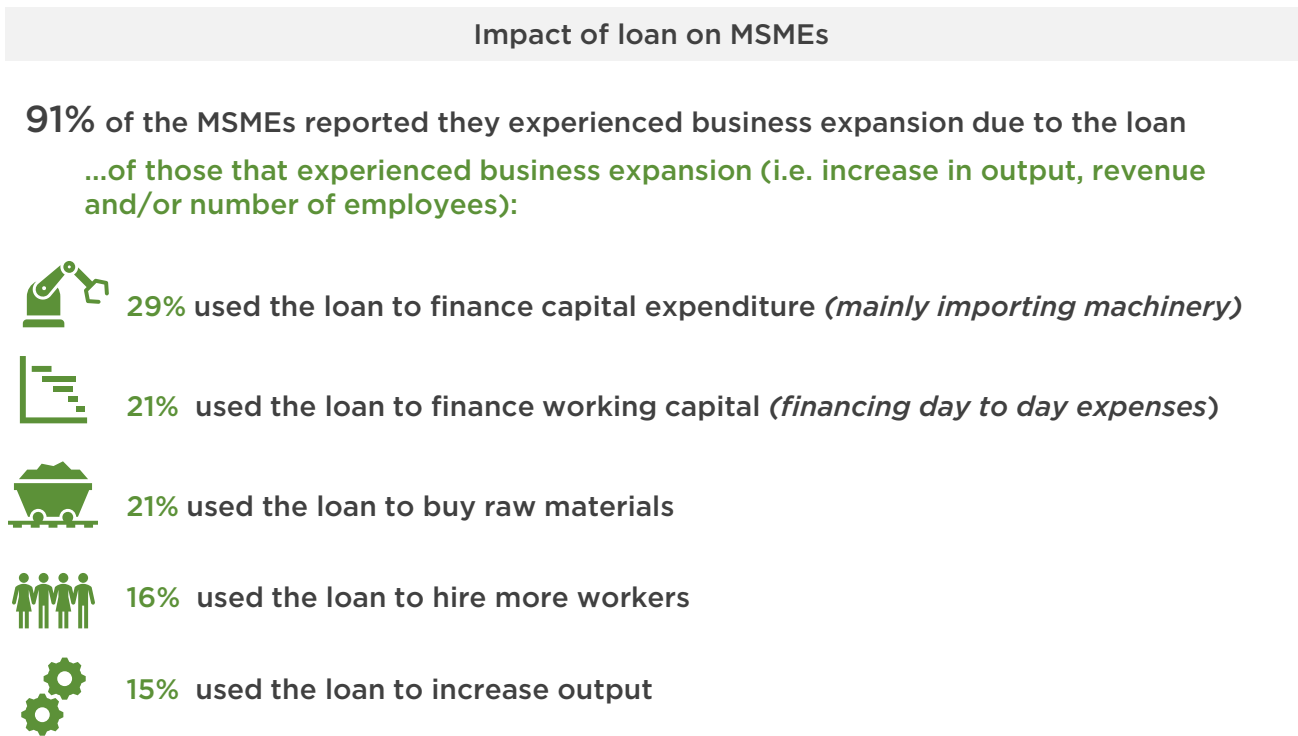 Impact of loan on MSMEs
91% of the MSMEs reported they experienced business expansion due to the loan
...of those that experienced business expansion (i.e. increase in output, revenue
and/or number of employees):
29% used the loan to finance capital expenditure (mainly importing machinery)
21% used the loan to finance working capital (financing day to day expenses)
21% used the loan to buy raw materials
16% used the loan to hire more workers
15% used the loan to increase output